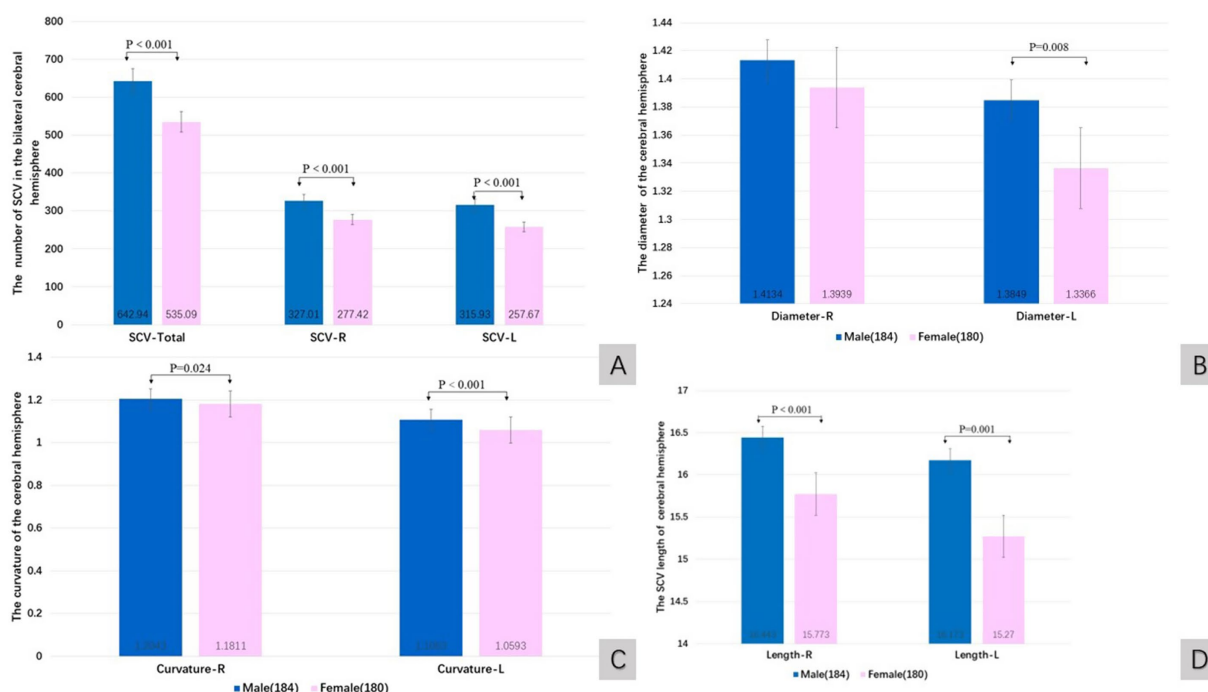 The number of SCV in the bilateral cerebral
hemisphere
800
700
600
500
400
300
200
100
0
P < 0.001
P < 0.001
P < 0.001
642.94
535.09
327.01
277.42
315.93
257.67
SCV-Total
SCV-R
SCV-L
A
The diameter of the cerebral hemisphere
1.44
1.42
1.4
1.38
1.36
1.34
1.32
1.3
1.28
1.26
1.24
P=0.008
1.4134
1.3939
1.3849
1.3366
Diameter-R
Diameter-L
Male(184)
Female(180)
B
The curvature of the cerebral hemisphere
1.4
1.2
1
0.8
0.6
0.4
0.2
0
P=0.024
P < 0.001
1.1811
1.0593
Curvature-R
Curvature-L
Male(184)
Female(180)
C
The SCV length of cerebral hemisphere
17
16.5
16
15.5
15
14.5
14
P < 0.001
P=0.001
15.773
15.27
Length-R
Length-L
Male(184)
Female(180)
D